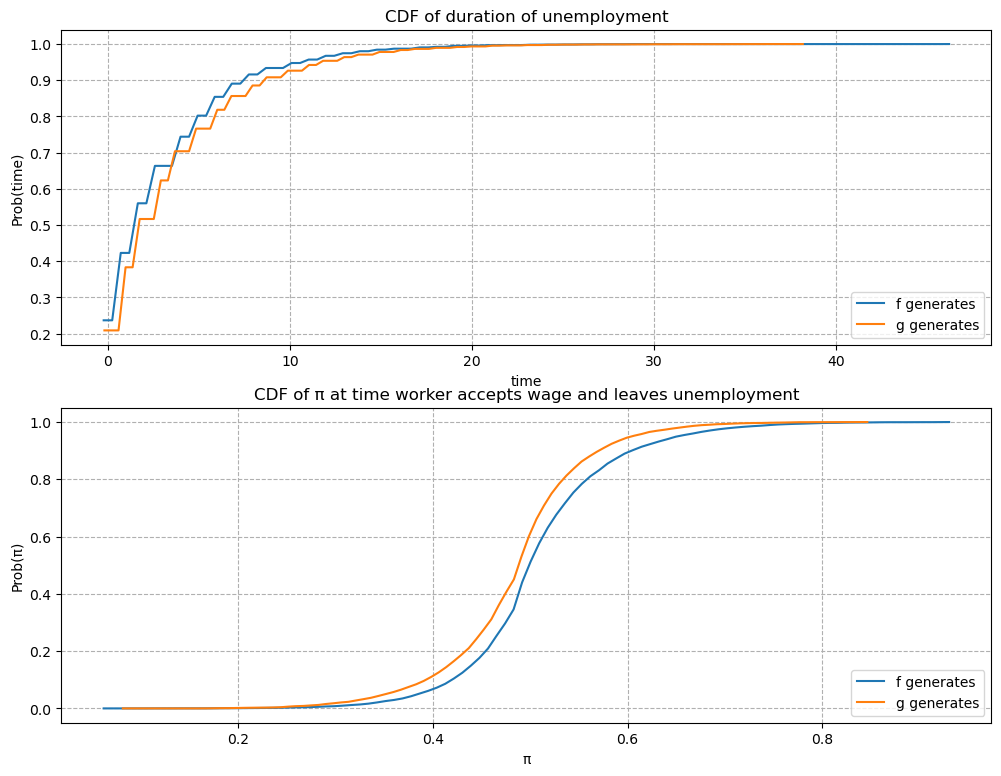 CDF of duration of unemployment
1.0
0.9
0.8
0.7
0.6
0.5
0.4
0.3
0.2
Prob(time)
f generates
g generates
0 10 20 30 40
time
CDF of π at time worker accepts wage and leaves unemployment
1.0
0.8
0.6
0.4
0.2
0.0
Prob(π)
f generates
g generates
0.2 0.4 0.6 0.8
π